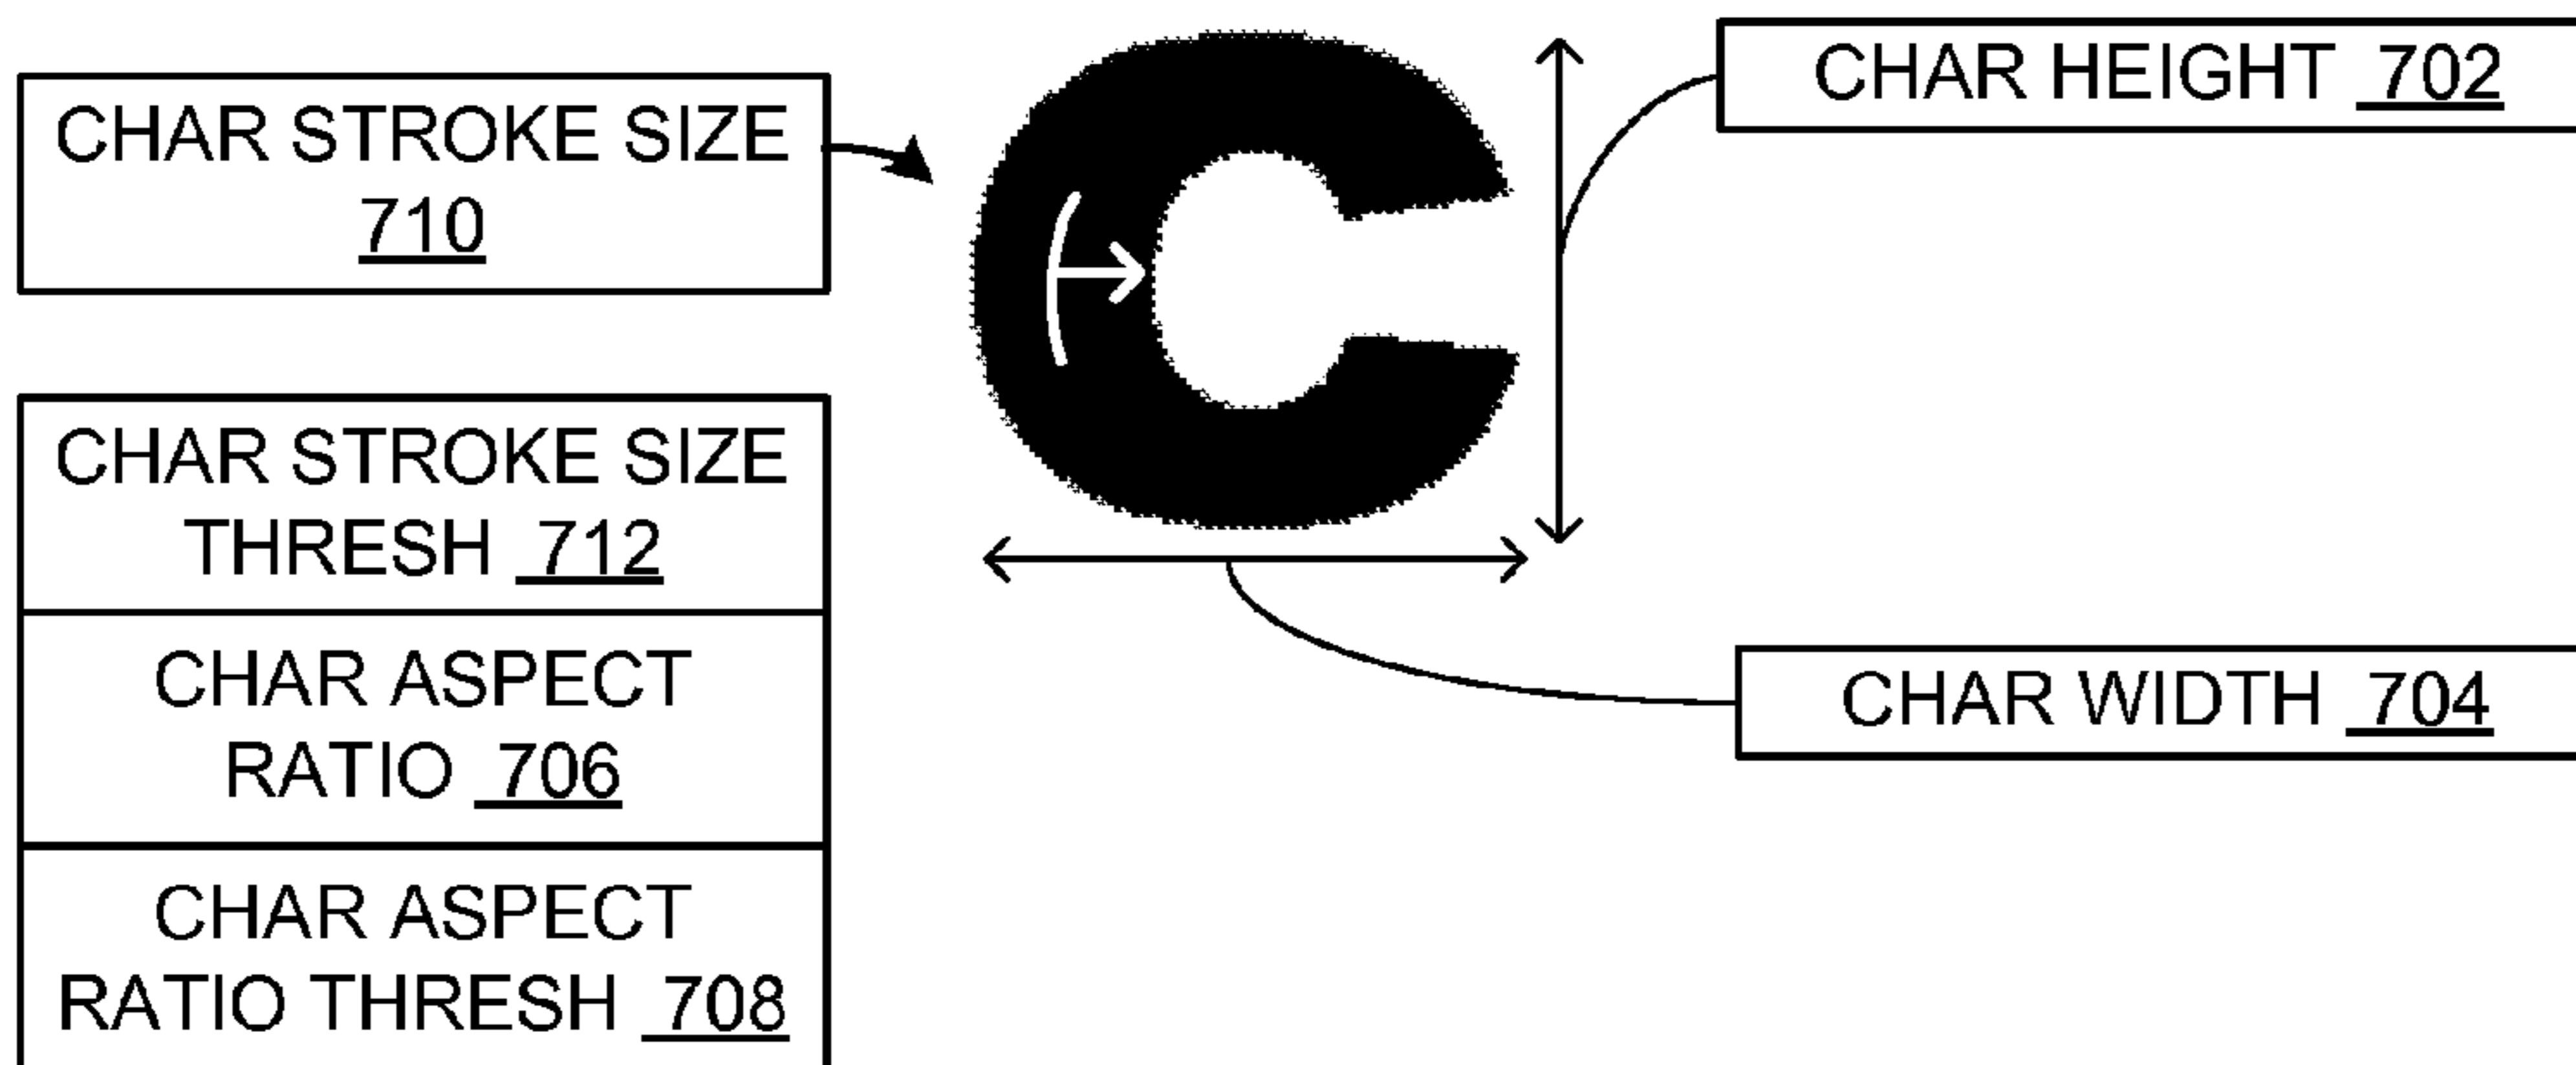 CHAR STROKE SIZE
710
C
CHAR HEIGHT 702
CHAR STROKE SIZE
THRESH 712
CHAR ASPECT
RATIO 706
CHAR ASPECT
RATIO THRESH 708
CHAR WIDTH 704